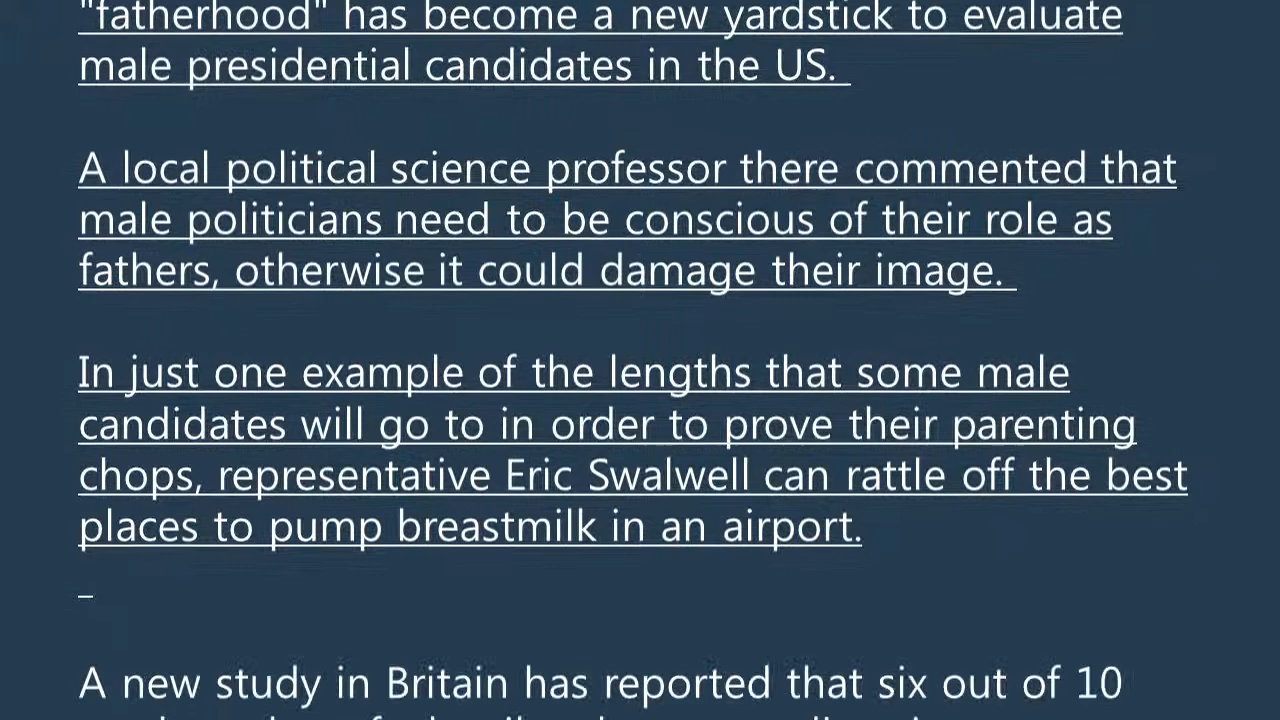 "fatherhood" has become a new yardstick to evaluate
male presidential candidates in the US.
A local political science professor there commented that
male politicians need to be conscious of their role as
fathers, otherwise it could damage their image.
In just one example of the lengths that some male
candidates will go to in order to prove their parenting
chops, representative Eric Swalwell can rattle off the best
places to pump breastmilk in an airport.
A new study in Britain has reported that six out of 10